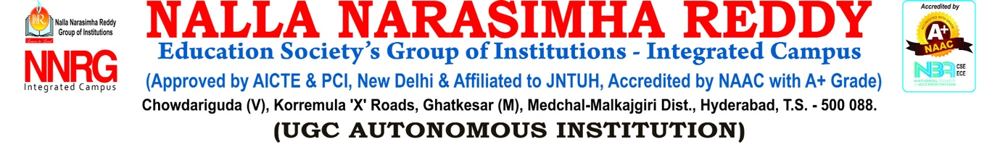 NR
Nalla Narasimha Reddy
Group of Institutions
NNRG
Integrated Campus
NALLA NARASIMHA REDDY
Education Society's Group of Institutions - Integrated Campus
(Approved by AICTE & PCI, New Delhi & Affiliated to JNTUH, Accredited by NAAC with A+ Grade)
Chowdariguda (V), Korremula 'X' Roads, Ghatkesar (M), Medchal-Malkajgiri Dist., Hyderabad, T.S. - 500 088.
(UGC AUTONOMOUS INSTITUTION)
Accredited by
ACCREDITED WITH GRADE
A+
NAAC
NBA CSE
ECE
NATIONAL BOARD
of ACCREDITATION